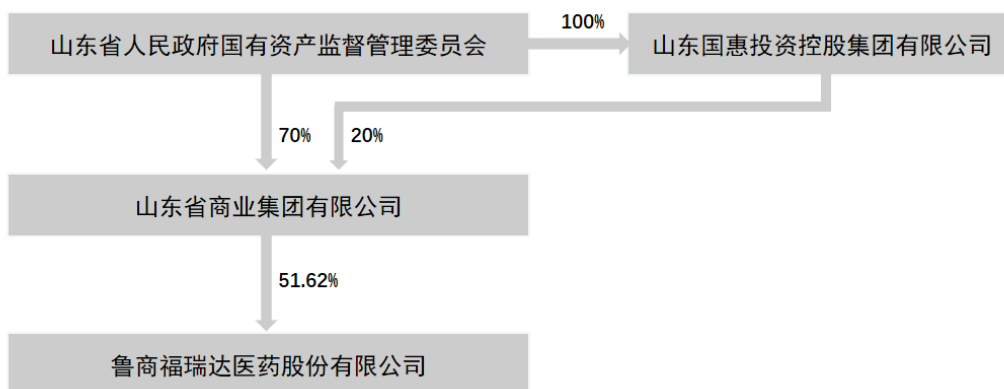 100%
山东省人民政府国有资产监督管理委员会
山东国惠投资控股集团有限公司
70%
20%
山东省商业集团有限公司
51.62%
鲁商福瑞达医药股份有限公司